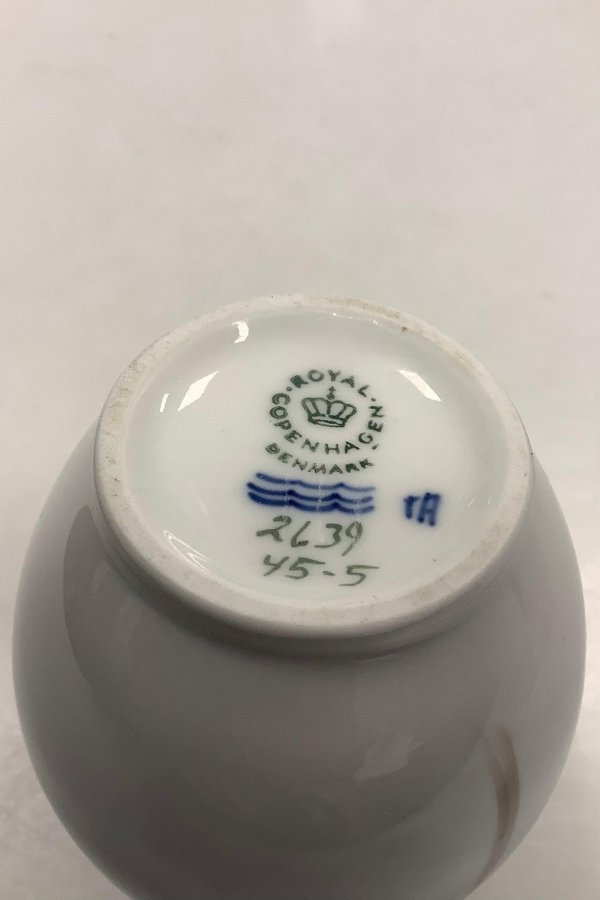 ROYAL
COPENHAGEN
DENMARK
2639
45-5